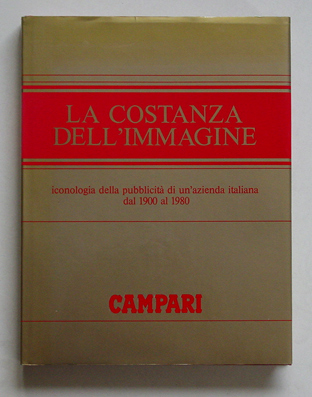 LA COSTANZA
DELL'IMMAGINE
iconologia della pubblicità di un'azienda italiana
dal 1900 al 1980
CAMPARI